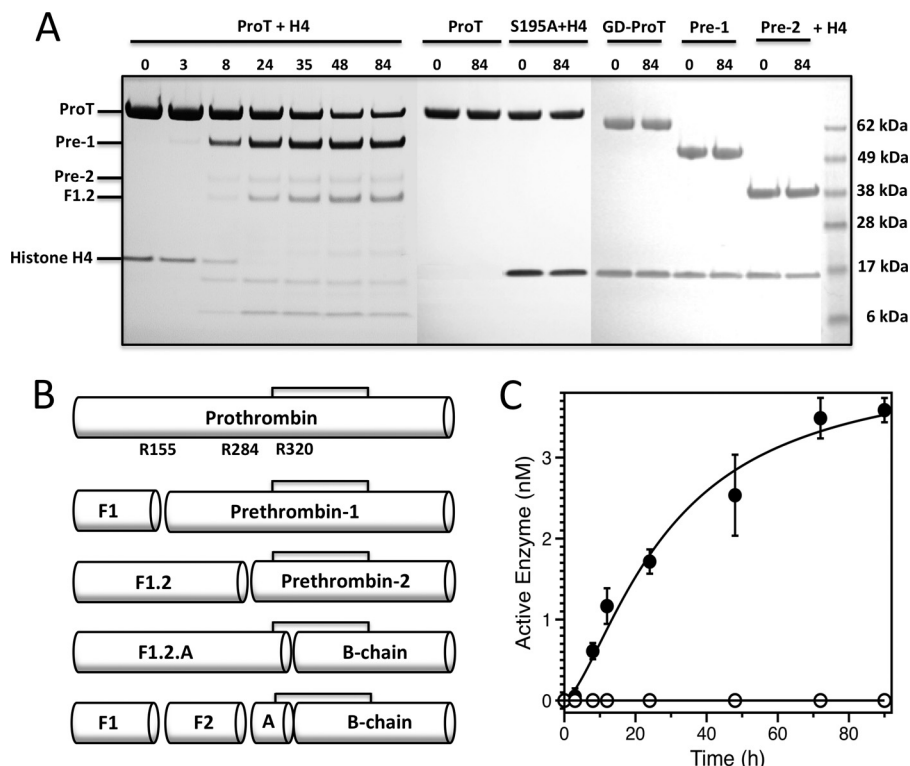 A
ProT + H4
ProT
S195A+H4
GD-ProT
Pre-1
Pre-2 + H4
0 3 8 24 35 48 84 0 84 0 84 0 84 0 84 0 84
ProT
Pre-1
Pre-2
F1.2
Histone H4
62 kDa
49 kDa
38 kDa
28 kDa
17 kDa
6 kDa
B
Prothrombin
R155 R284 R320
F1 Prethrombin-1
F1.2 Prethrombin-2
F1.2.A B-chain
F1 F2 A B-chain
C
Active Enzyme (nM)
3
2
1
0
0 20 40 60 80
Time (h)